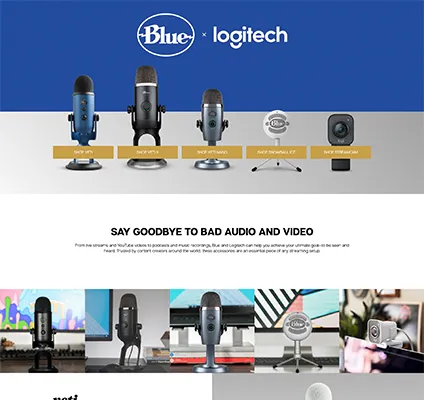 Blue × logitech
SHOP YETI SHOP YETI X SHOP YETI NANO SHOP SNOWBALL ICE SHOP STREAMCAM
SAY GOODBYE TO BAD AUDIO AND VIDEO
From live streams and YouTube videos to podcasts and music recordings, Blue and Logitech can help you achieve your ultimate goal–to be seen and
heard. Trusted by content creators around the world, these accessories are an essential piece of any streaming setup.
yeti